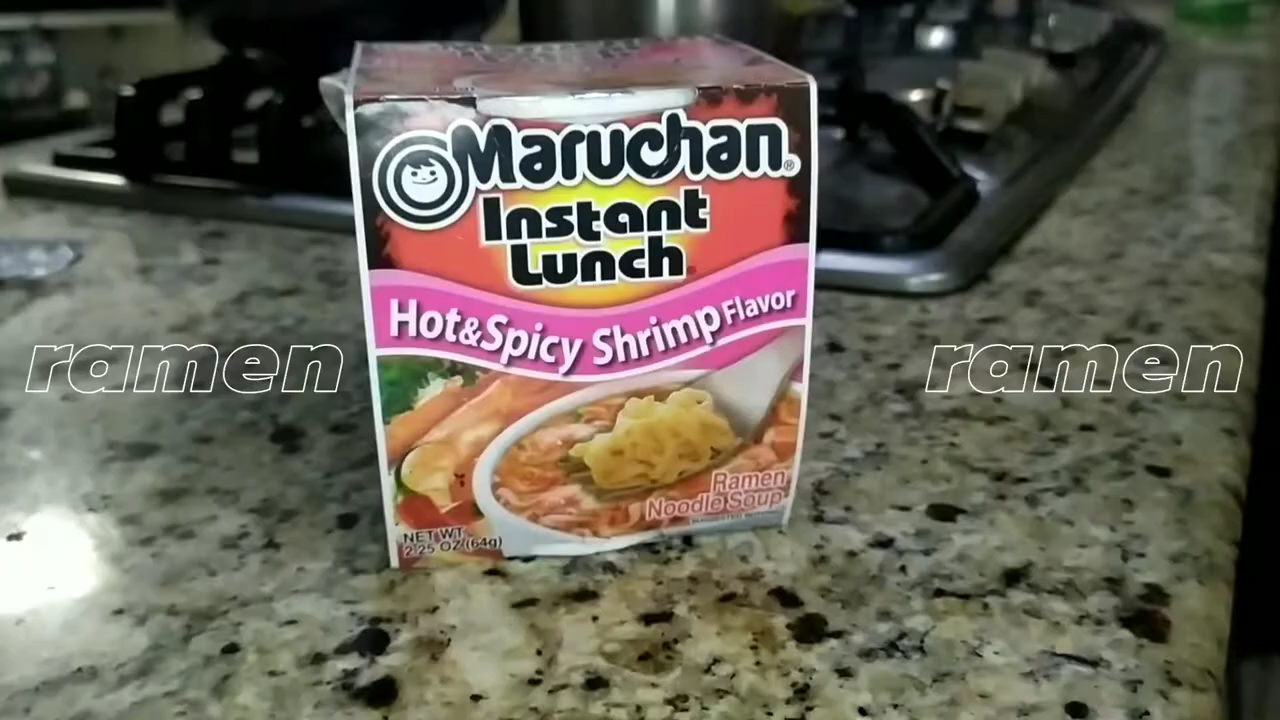 Maruchan®
Instant
Lunch
Hot&Spicy Shrimp Flavor
ramen
ramen
Ramen
Noodle Soup
NET WT.
2.25 OZ (64g)